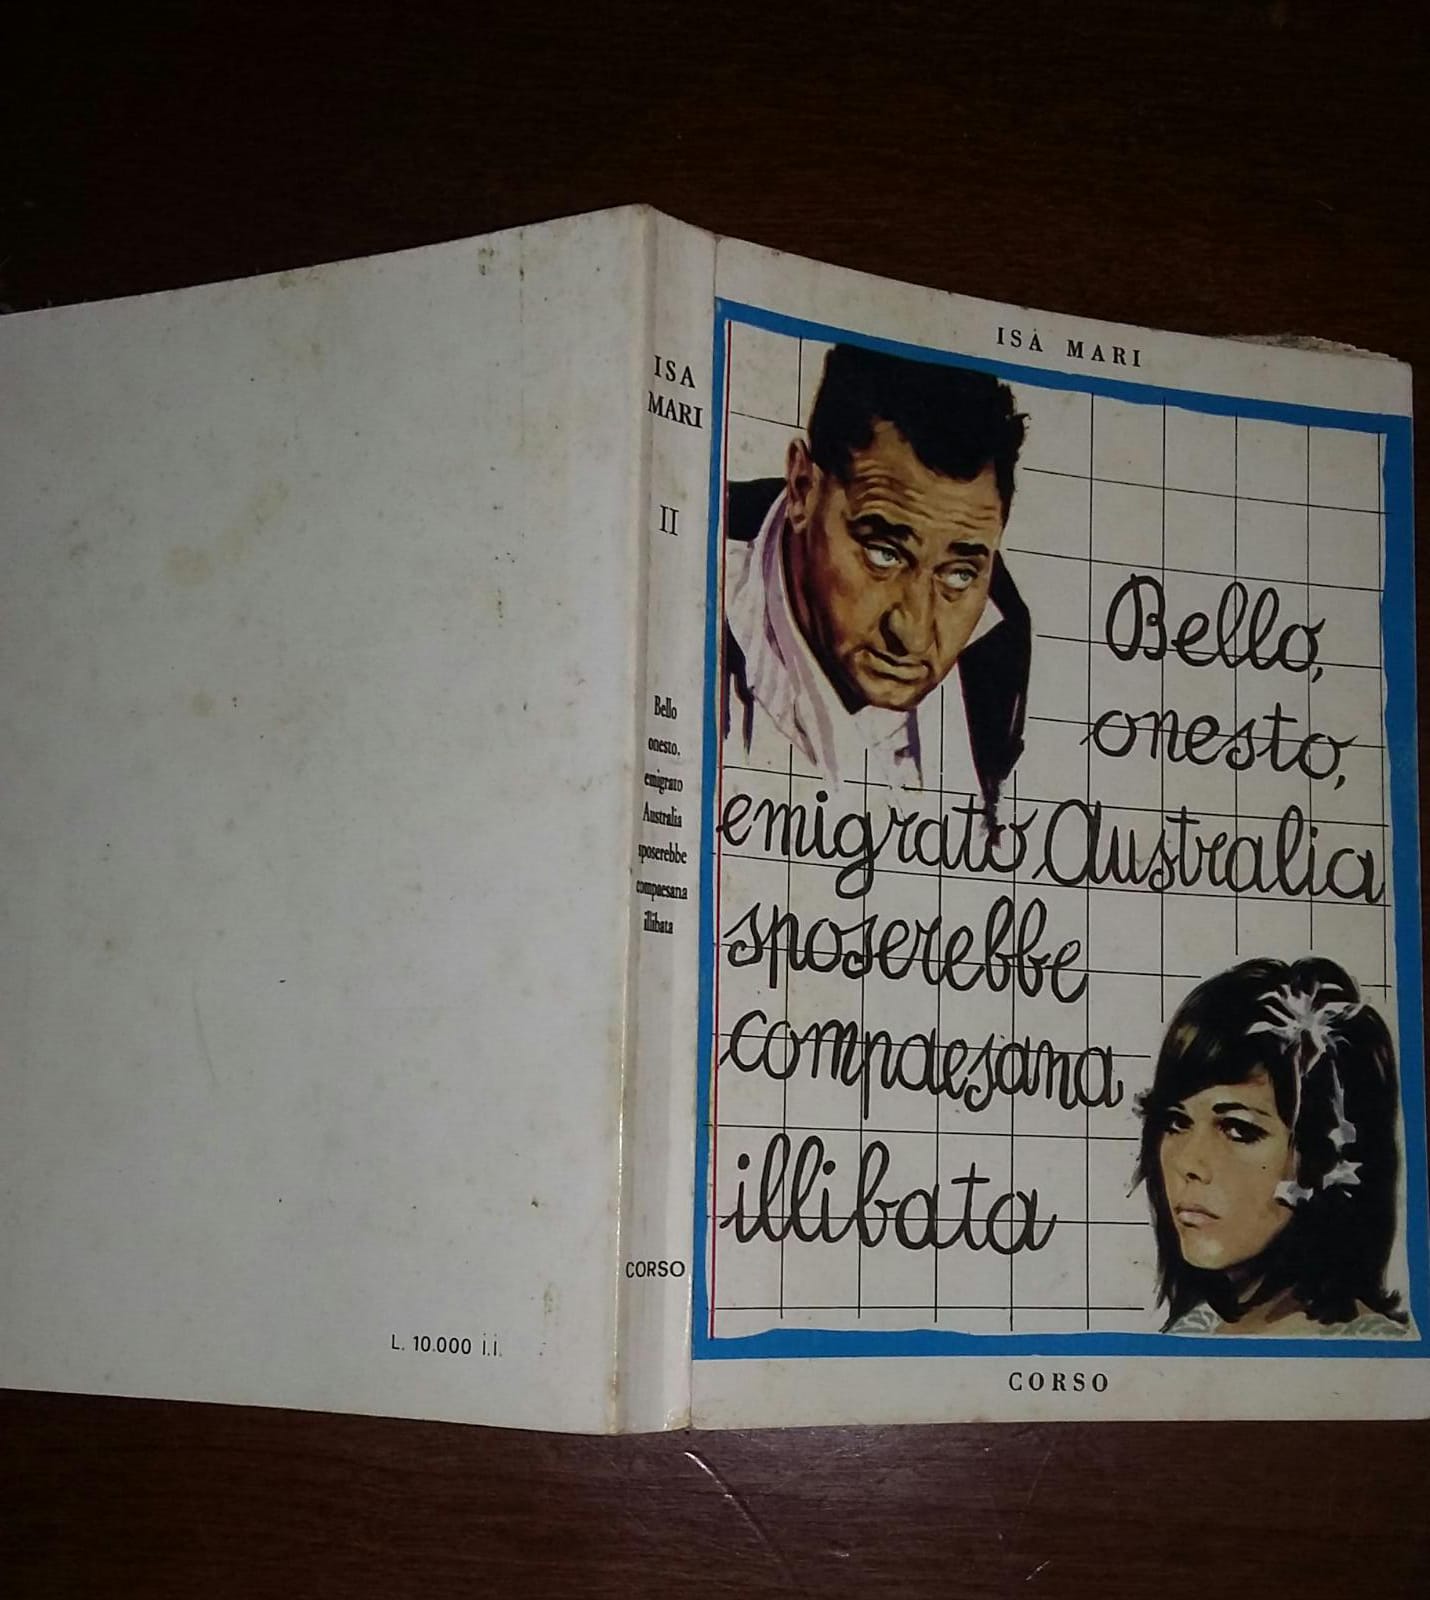 ISA
MARI
II
Bello
onesto.
emigrato
Australia
sposerebbe
compaesana
illibata
CORSO
L. 10.000 i.i.
ISA MARI
Bello,
onesto,
emigrato Australia
sposerebbe
compaesana
illibata
CORSO